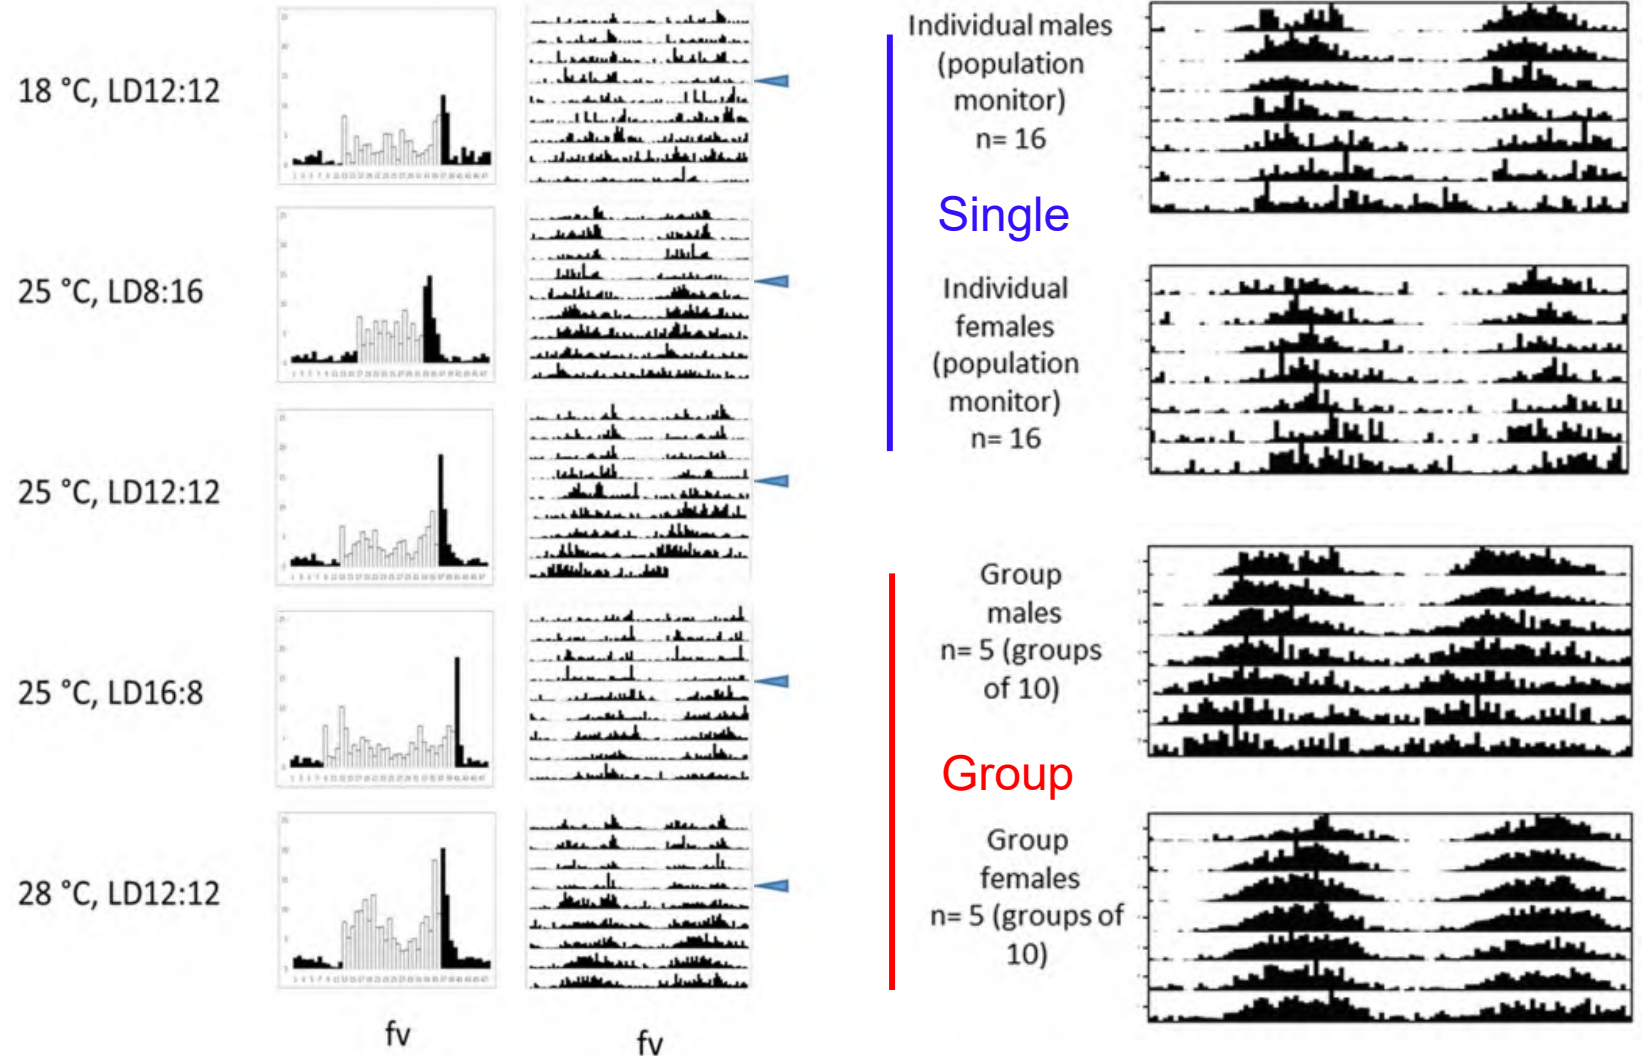 18 °C, LD12:12
25 °C, LD8:16
25 °C, LD12:12
25 °C, LD16:8
28 °C, LD12:12
fv
fv
Individual males
(population
monitor)
n= 16
Single
Individual
females
(population
monitor)
n= 16
Group
males
n= 5 (groups
of 10)
Group
Group
females
n= 5 (groups of
10)